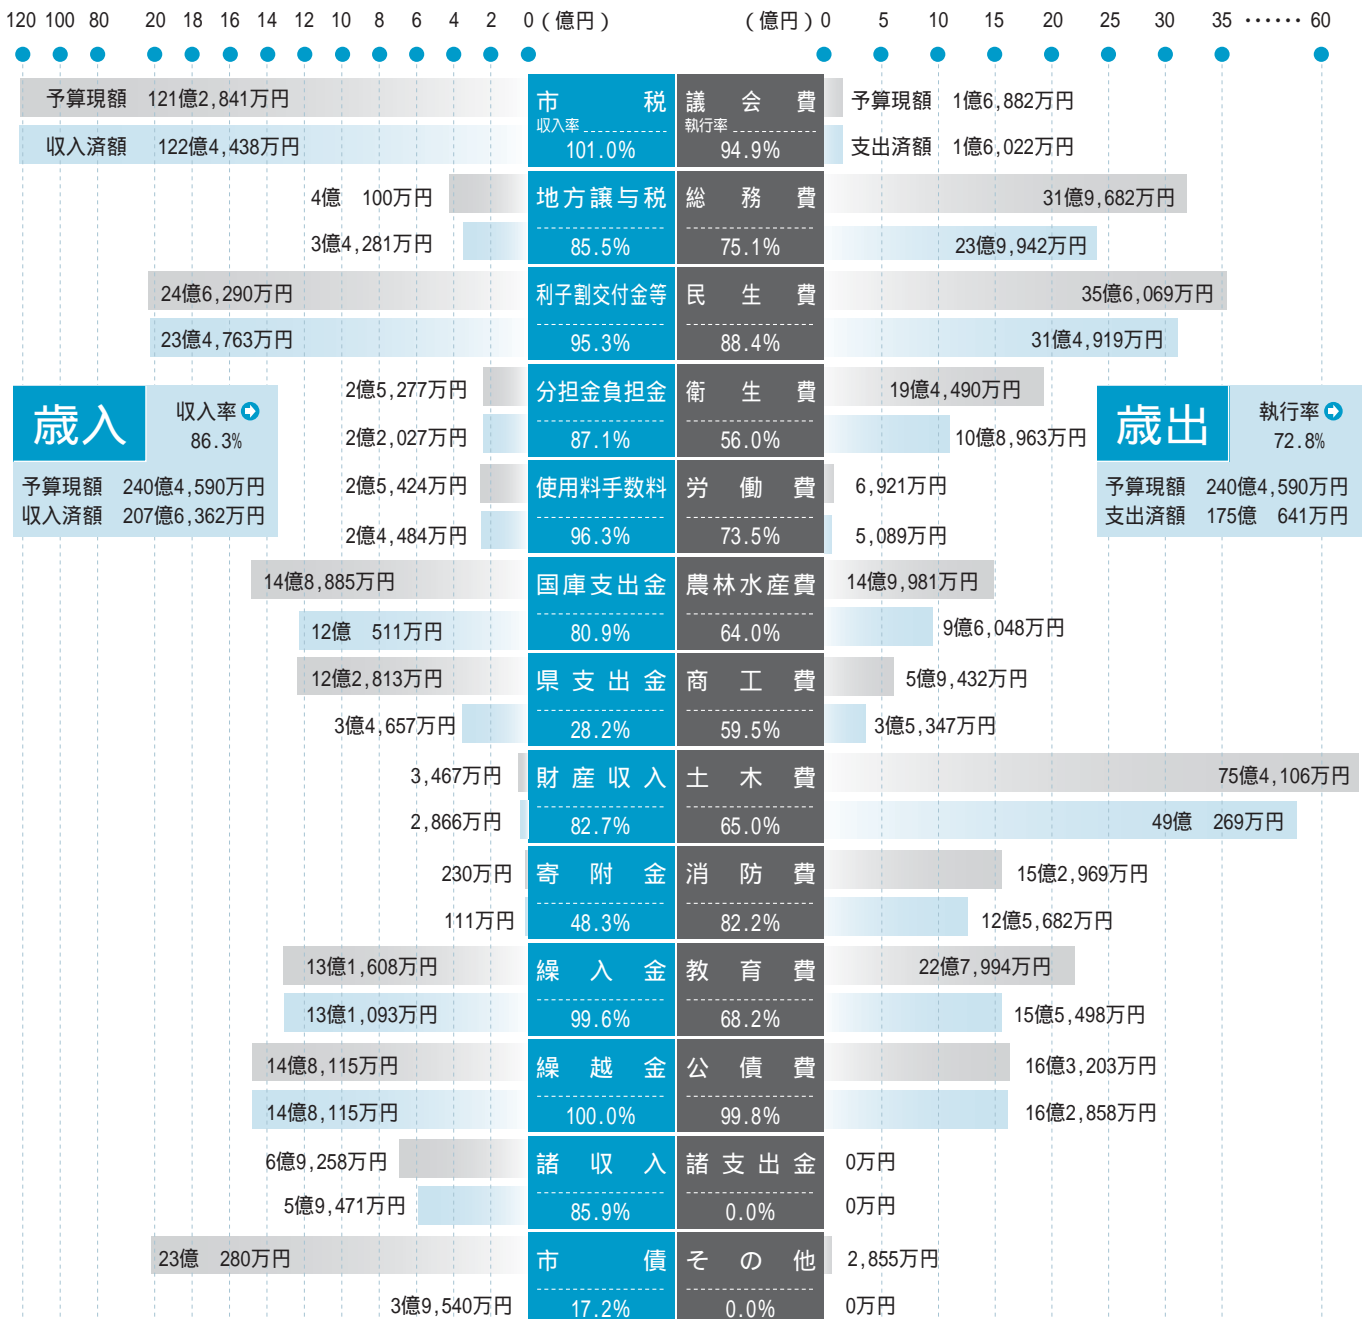 120 100 80 20 18 16 14 12 10 8 6 4 2 0（億円）
（億円）0 5 10 15 20 25 30 35 ‥‥‥ 60
予算現額 121億2,841万円
収入済額 122億4,438万円
市税
収入率
101.0%
議会費
執行率
94.9%
予算現額 1億6,882万円
支出済額 1億6,022万円
4億 100万円
3億4,281万円
地方譲与税
85.5%
総務費
75.1%
31億9,682万円
23億9,942万円
24億6,290万円
23億4,763万円
利子割交付金等
95.3%
民生費
88.4%
35億6,069万円
31億4,919万円
2億5,277万円
2億2,027万円
分担金負担金
87.1%
衛生費
56.0%
19億4,490万円
10億8,963万円
歳入
収入率
86.3%
予算現額 240億4,590万円
収入済額 207億6,362万円
歳出
執行率
72.8%
予算現額 240億4,590万円
支出済額 175億 641万円
2億5,424万円
2億4,484万円
使用料手数料
96.3%
労働費
73.5%
6,921万円
5,089万円
14億8,885万円
12億 511万円
国庫支出金
80.9%
農林水産費
64.0%
14億9,981万円
9億6,048万円
12億2,813万円
3億4,657万円
県支出金
28.2%
商工費
59.5%
5億9,432万円
3億5,347万円
3,467万円
2,866万円
財産収入
82.7%
土木費
65.0%
75億4,106万円
49億 269万円
230万円
111万円
寄附金
48.3%
消防費
82.2%
15億2,969万円
12億5,682万円
13億1,608万円
13億1,093万円
繰入金
99.6%
教育費
68.2%
22億7,994万円
15億5,498万円
14億8,115万円
14億8,115万円
繰越金
100.0%
公債費
99.8%
16億3,203万円
16億2,858万円
6億9,258万円
5億9,471万円
諸収入
85.9%
諸支出金
0.0%
0万円
0万円
23億 280万円
3億9,540万円
市債
17.2%
その他
0.0%
2,855万円
0万円